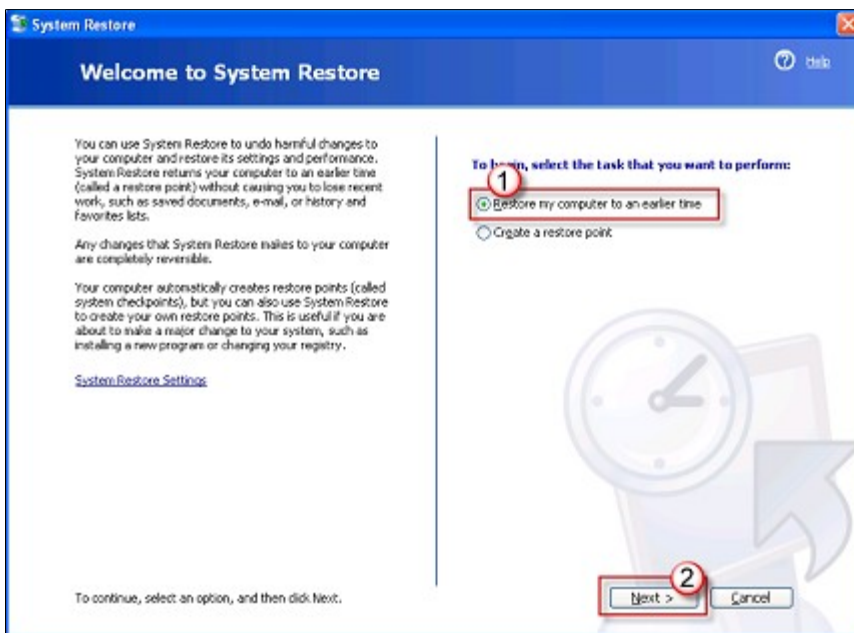 System Restore
Welcome to System Restore
Help
You can use System Restore to undo harmful changes to
your computer and restore its settings and performance.
System Restore returns your computer to an earlier time
(called a restore point) without causing you to lose recent
work, such as saved documents, e-mail, or history and
favorites lists.
Any changes that System Restore makes to your computer
are completely reversible.
Your computer automatically creates restore points (called
system checkpoints), but you can also use System Restore
to create your own restore points. This is useful if you are
about to make a major change to your system, such as
installing a new program or changing your registry.
System Restore Settings
To continue, select an option, and then click Next.
To begin, select the task that you want to perform:
1
Restore my computer to an earlier time
Create a restore point
2
Next >
Cancel